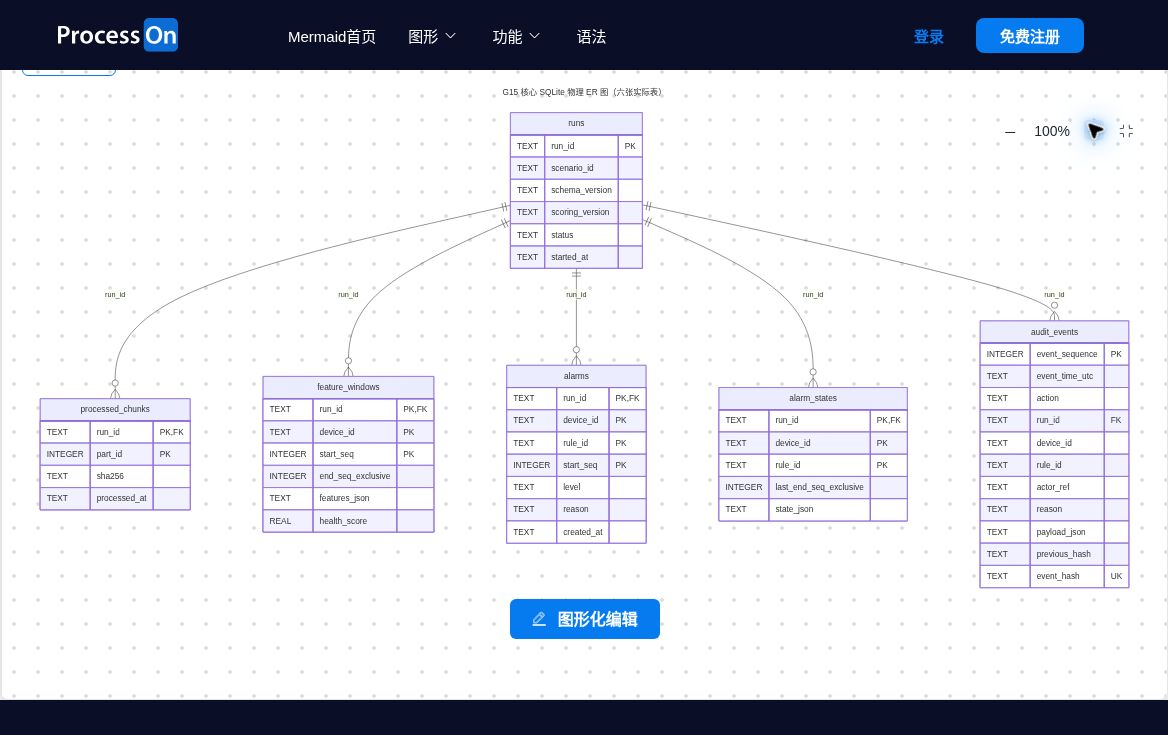 ProcessOn
Mermaid首页
图形
功能
语法
登录
免费注册
G15 核心 SQLite 物理 ER 图（六张实际表）
100%
runs
TEXT run_id PK
TEXT scenario_id
TEXT schema_version
TEXT scoring_version
TEXT status
TEXT started_at
run_id
run_id
run_id
run_id
run_id
processed_chunks
TEXT run_id PK,FK
INTEGER part_id PK
TEXT sha256
TEXT processed_at
feature_windows
TEXT run_id PK,FK
TEXT device_id PK
INTEGER start_seq PK
INTEGER end_seq_exclusive
TEXT features_json
REAL health_score
alarms
TEXT run_id PK,FK
TEXT device_id PK
TEXT rule_id PK
INTEGER start_seq PK
TEXT level
TEXT reason
TEXT created_at
alarm_states
TEXT run_id PK,FK
TEXT device_id PK
TEXT rule_id PK
INTEGER last_end_seq_exclusive
TEXT state_json
audit_events
INTEGER event_sequence PK
TEXT event_time_utc
TEXT action
TEXT run_id FK
TEXT device_id
TEXT rule_id
TEXT actor_ref
TEXT reason
TEXT payload_json
TEXT previous_hash
TEXT event_hash UK
图形化编辑